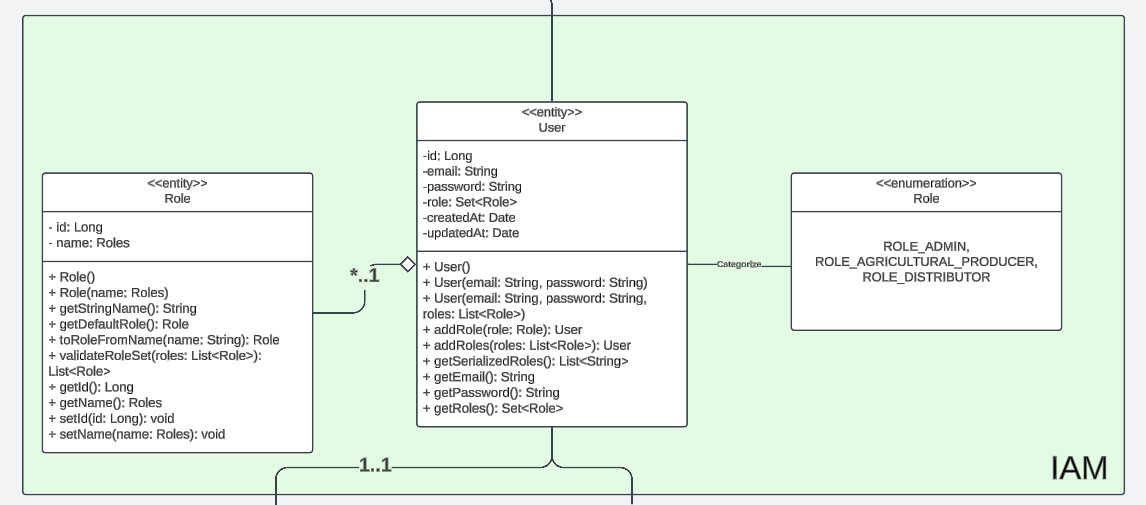 <<entity>>
Role
- id: Long
- name: Roles
+ Role()
+ Role(name: Roles)
+ getStringName(): String
+ getDefaultRole(): Role
+ toRoleFromName(name: String): Role
+ validateRoleSet(roles: List<Role>):
List<Role>
+ getId(): Long
+ getName(): Roles
+ setId(id: Long): void
+ setName(name: Roles): void
*..1
<<entity>>
User
-id: Long
-email: String
-password: String
-role: Set<Role>
-createdAt: Date
-updatedAt: Date
+ User()
+ User(email: String, password: String)
+ User(email: String, password: String,
roles: List<Role>)
+ addRole(role: Role): User
+ addRoles(roles: List<Role>): User
+ getSerializedRoles(): List<String>
+ getEmail(): String
+ getPassword(): String
+ getRoles(): Set<Role>
Categorize
<<enumeration>>
Role
ROLE_ADMIN,
ROLE_AGRICULTURAL_PRODUCER,
ROLE_DISTRIBUTOR
1..1
IAM